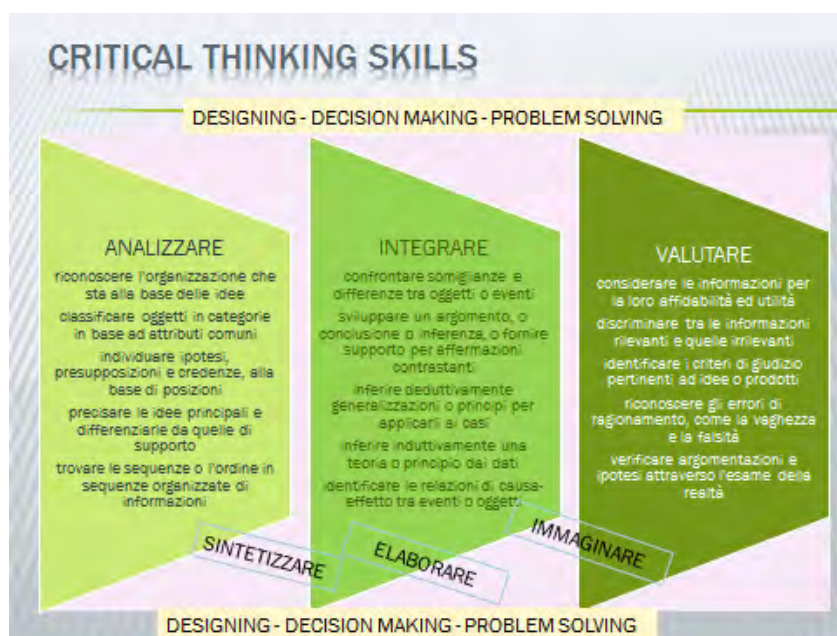 CRITICAL THINKING SKILLS
DESIGNING - DECISION MAKING - PROBLEM SOLVING
ANALIZZARE
riconoscere l'organizzazione che
sta alla base delle idee
classificare oggetti in categorie
in base ad attributi comuni
individuare ipotesi,
presupposizioni e credenze, alla
base di posizioni
precisare le idee principali e
differenziarle da quelle di
supporto
trovare le sequenze o l'ordine in
sequenze organizzate di
informazioni
INTEGRARE
confrontare somiglianze e
differenze tra oggetti o eventi
sviluppare un argomento, o
conclusione o inferenza, o fornire
supporto per affermazioni
contrastanti
inferire deduttivamente
generalizzazioni o principi per
applicarli ai casi
inferire induttivamente una
teoria o principio dai dati
identificare le relazioni di causa-
effetto tra eventi o oggetti
VALUTARE
considerare le informazioni per
la loro affidabilità ed utilità
discriminare tra le informazioni
rilevanti e quelle irrilevanti
identificare i criteri di giudizio
pertinenti ad idee o prodotti
riconoscere gli errori di
ragionamento, come la vaghezza
e la falsità
verificare argomentazioni e
ipotesi attraverso l'esame della
realtà
SINTETIZZARE
ELABORARE
IMMAGINARE
DESIGNING - DECISION MAKING - PROBLEM SOLVING